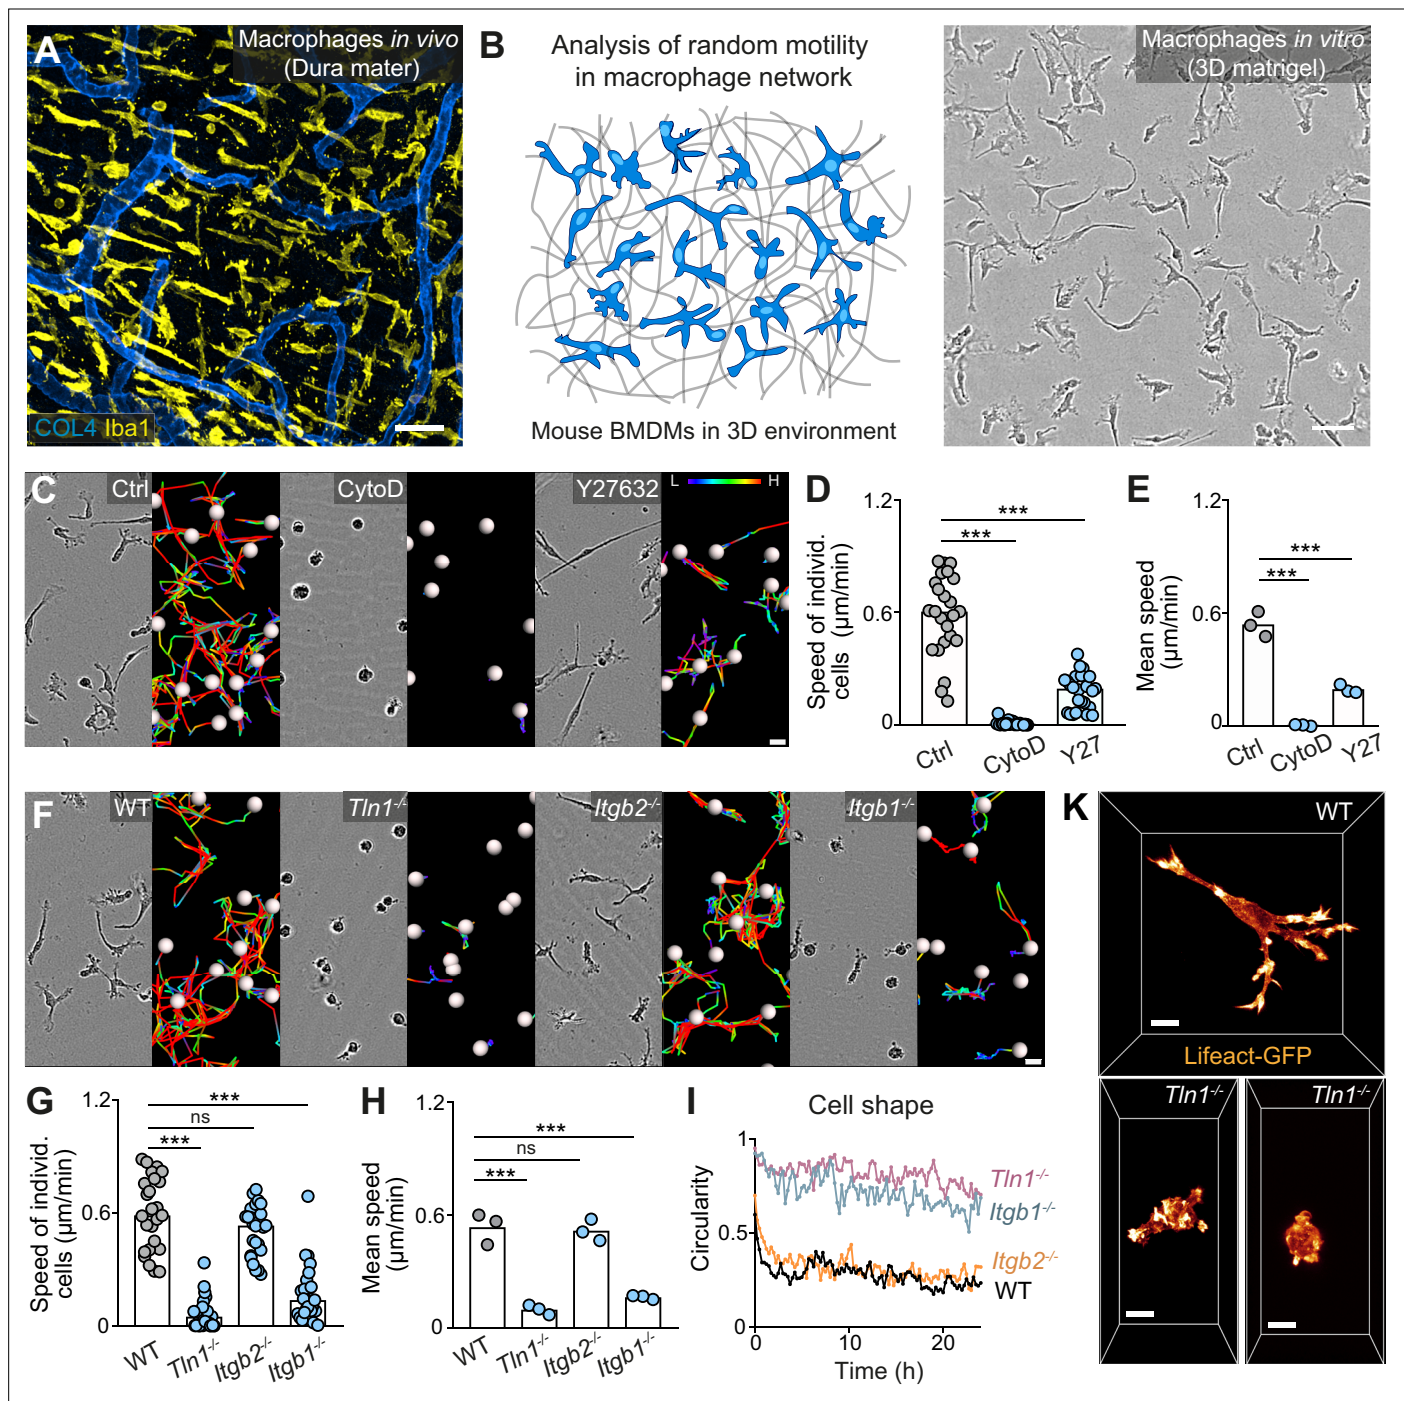 A
Macrophages in vivo
(Dura mater)
COL4 Iba1
B
Analysis of random motility
in macrophage network
Mouse BMDMs in 3D environment
Macrophages in vitro
(3D matrigel)
C
Ctrl
CytoD
Y27632
L H
D
Speed of individ.
cells (µm/min)
1.2
0.6
0
***
***
Ctrl
CytoD
Y27
E
Mean speed
(µm/min)
1.2
0.6
0
***
***
Ctrl
CytoD
Y27
F
WT
Tln1-/-
Itgb2-/-
Itgb1-/-
G
Speed of individ.
cells (µm/min)
1.2
0.6
0
***
ns
***
WT
Tln1-/-
Itgb2-/-
Itgb1-/-
H
Mean speed
(µm/min)
1.2
0.6
0
***
ns
***
WT
Tln1-/-
Itgb2-/-
Itgb1-/-
I
Cell shape
Circularity
1
0.5
0
0 10 20
Time (h)
Tln1-/-
Itgb1-/-
Itgb2-/-
WT
K
WT
Lifeact-GFP
Tln1-/-
Tln1-/-